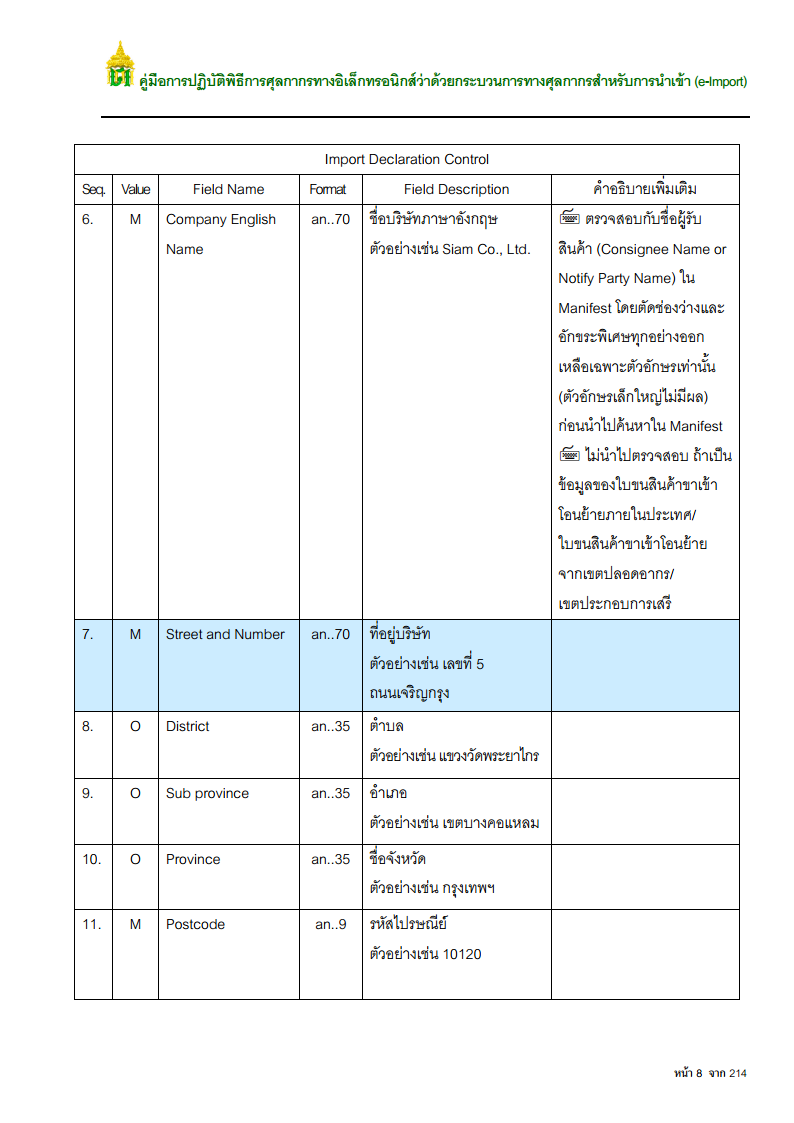 คู่มือการปฏิบัติพิธีการศุลกากรทางอิเล็กทรอนิกส์ว่าด้วยกระบวนการทางศุลกากรสำหรับการนำเข้า (e-Import)
Import Declaration Control
Seq. Value Field Name Format Field Description คำอธิบายเพิ่มเติม
6. M Company English an..70 ชื่อบริษัทภาษาอังกฤษ ตรวจสอบกับชื่อผู้รับ
Name ตัวอย่างเช่น Siam Co., Ltd. สินค้า (Consignee Name or
Notify Party Name) ใน
Manifest โดยตัดช่องว่างและ
อักขระพิเศษทุกอย่างออก
เหลือเฉพาะตัวอักษรเท่านั้น
(ตัวอักษรเล็กใหญ่ไม่มีผล)
ก่อนนำไปค้นหาใน Manifest
ไม่นำไปตรวจสอบ ถ้าเป็น
ข้อมูลของใบขนสินค้าขาเข้า
โอนย้ายภายในประเทศ/
ใบขนสินค้าขาเข้าโอนย้าย
จากเขตปลอดอากร/
เขตประกอบการเสรี
7. M Street and Number an..70 ที่อยู่บริษัท
ตัวอย่างเช่น เลขที่ 5
ถนนเจริญกรุง
8. O District an..35 ตำบล
ตัวอย่างเช่น แขวงวัดพระยาไกร
9. O Sub province an..35 อำเภอ
ตัวอย่างเช่น เขตบางคอแหลม
10. O Province an..35 ชื่อจังหวัด
ตัวอย่างเช่น กรุงเทพฯ
11. M Postcode an..9 รหัสไปรษณีย์
ตัวอย่างเช่น 10120
หน้า 8 จาก 214